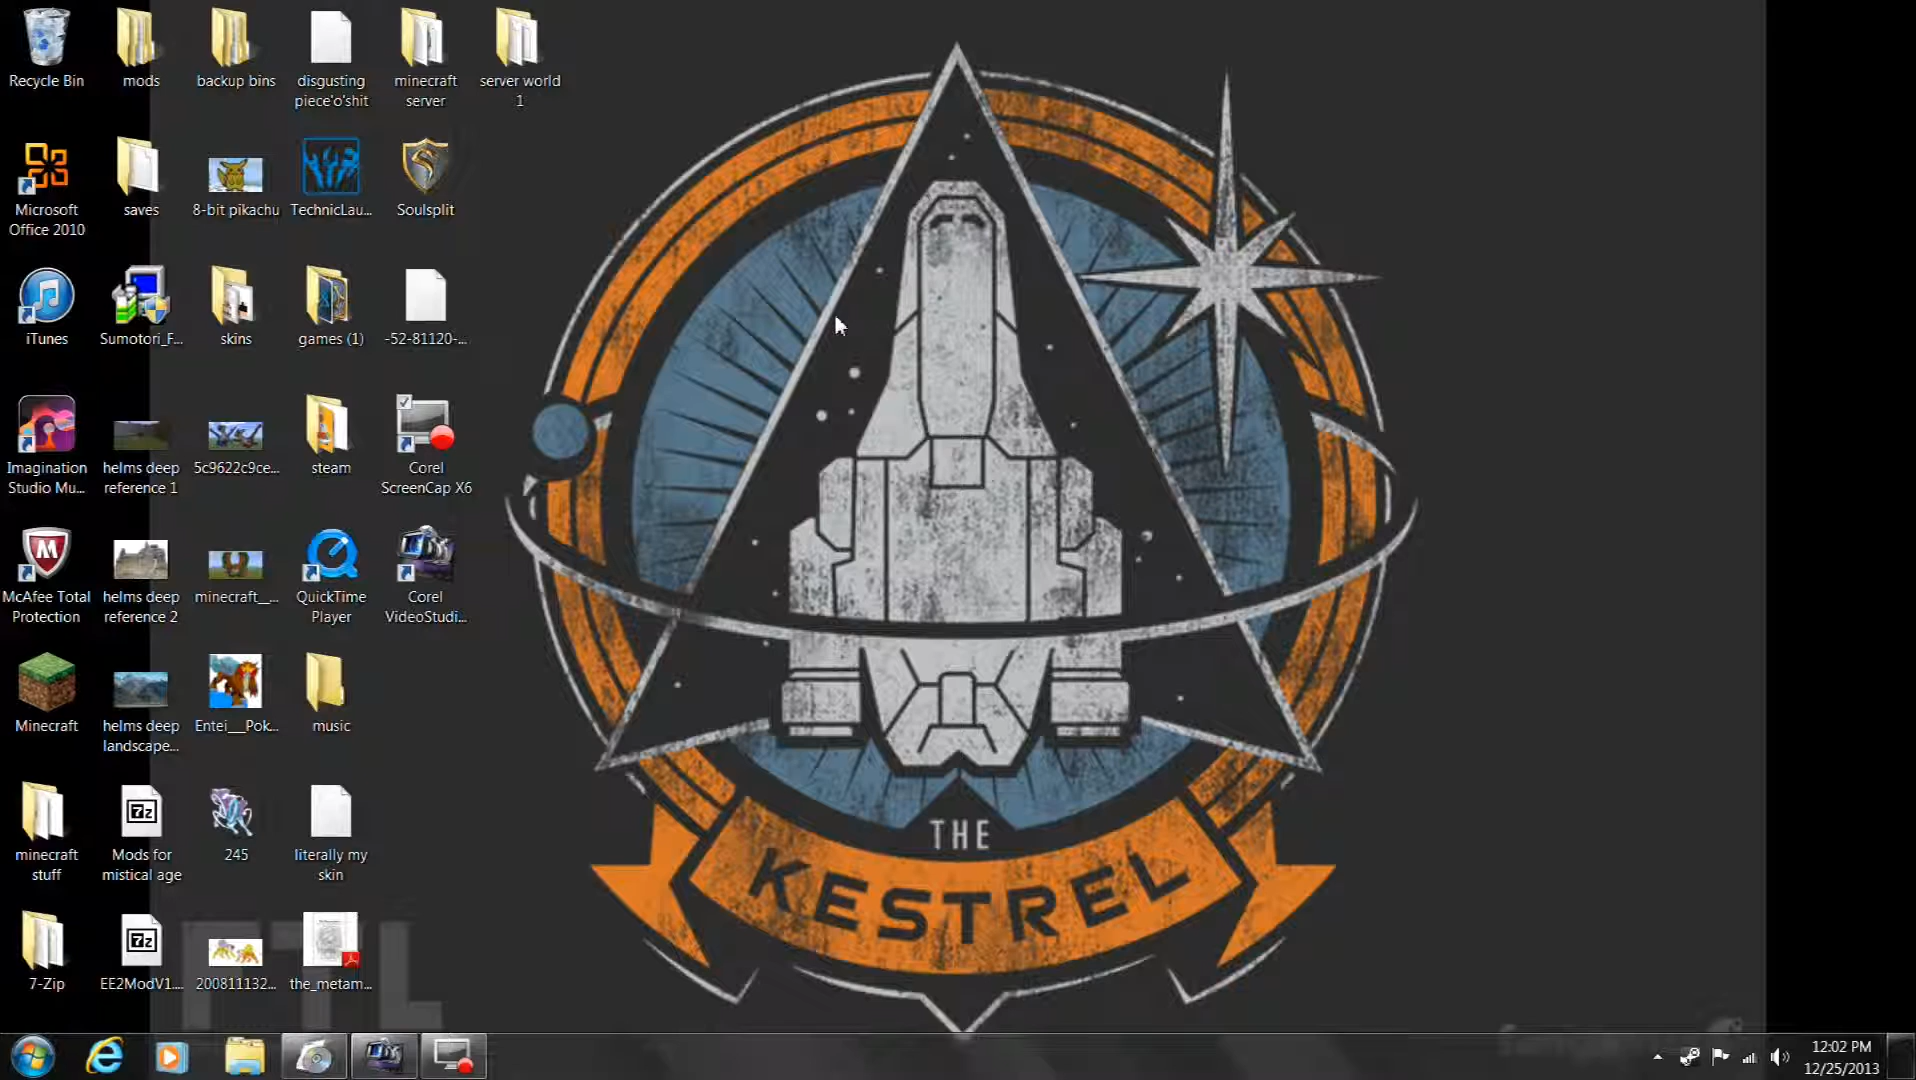 Recycle Bin
mods
backup bins
disgusting
piece'o'shit
minecraft
server
server world
1
Microsoft
Office 2010
saves
8-bit pikachu
TechnicLau...
Soulsplit
iTunes
Sumotori_F...
skins
games (1)
-52-81120-...
Imagination
Studio Mu...
helms deep
reference 1
5c9622c9ce...
steam
Corel
ScreenCap X6
McAfee Total
Protection
helms deep
reference 2
minecraft__...
QuickTime
Player
Corel
VideoStudi...
Minecraft
helms deep
landscape...
Entei__Pok...
music
minecraft
stuff
7z
Mods for
mistical age
245
literally my
skin
7-Zip
7z
EE2ModV1....
200811132...
the_metam...
THE
KESTREL
FTL
12:02 PM
12/25/2013